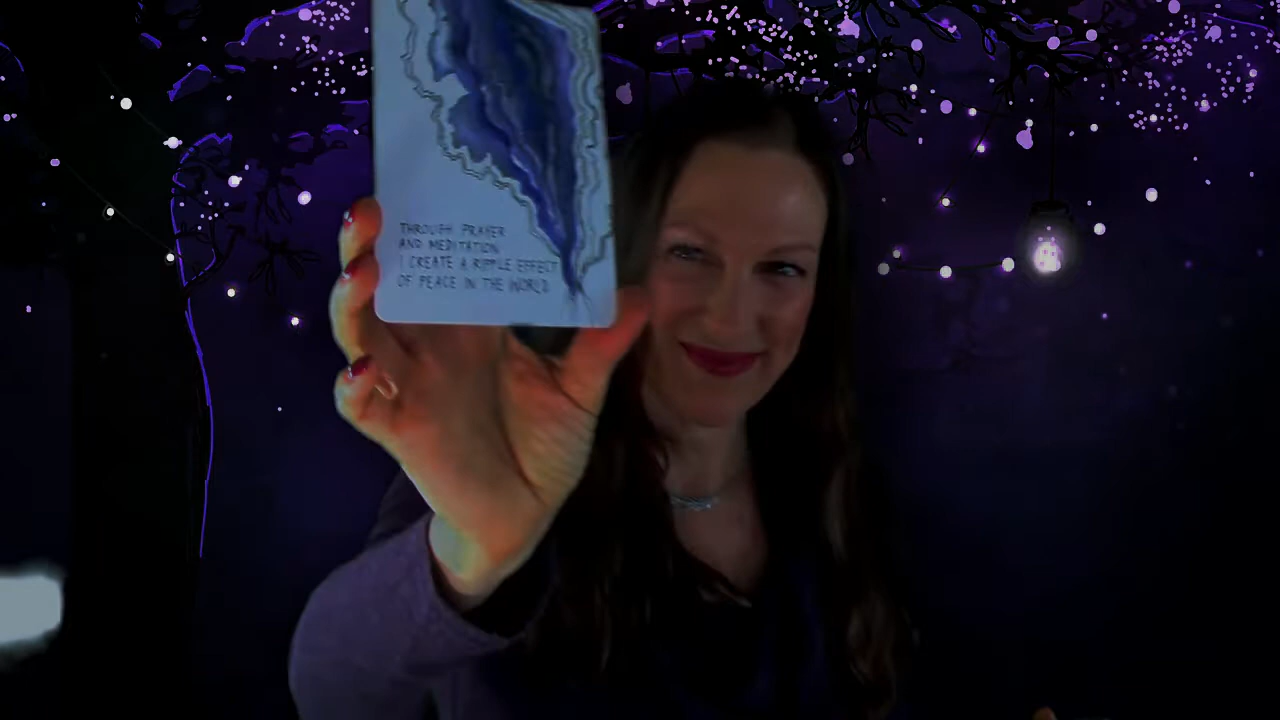 THROUGH PRAYER
AND MEDITATION
I CREATE A RIPPLE EFFECT
OF PEACE IN THE WORLD